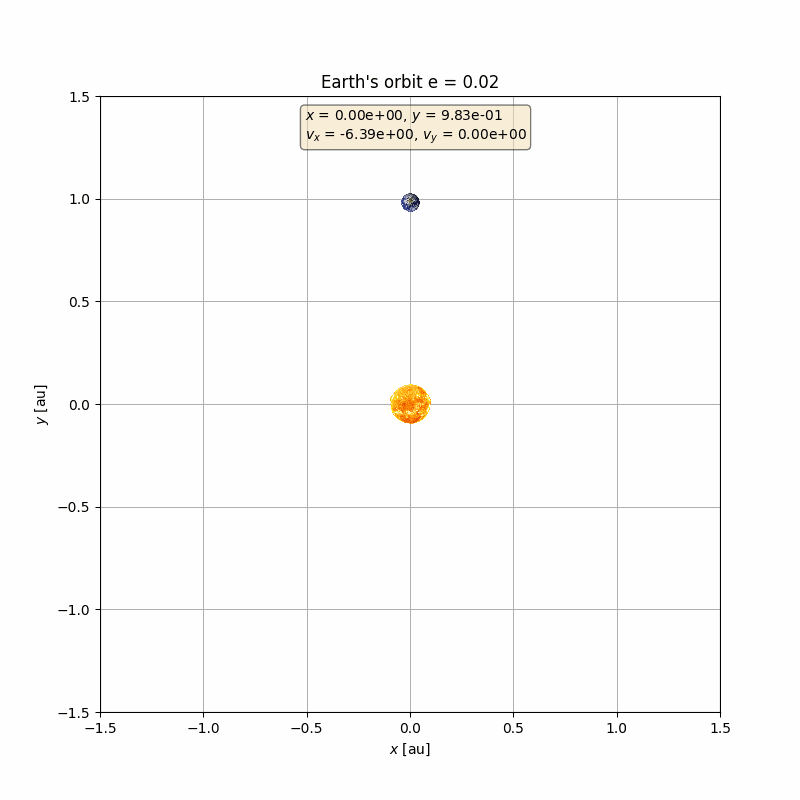 Earth's orbit e = 0.02
1.5
x = 0.00e+00, y = 9.83e-01
vₓ = -6.39e+00, v_y = 0.00e+00
1.0
0.5
0.0
y [au]
−0.5
−1.0
−1.5
−1.5 −1.0 −0.5 0.0 0.5 1.0 1.5
x [au]